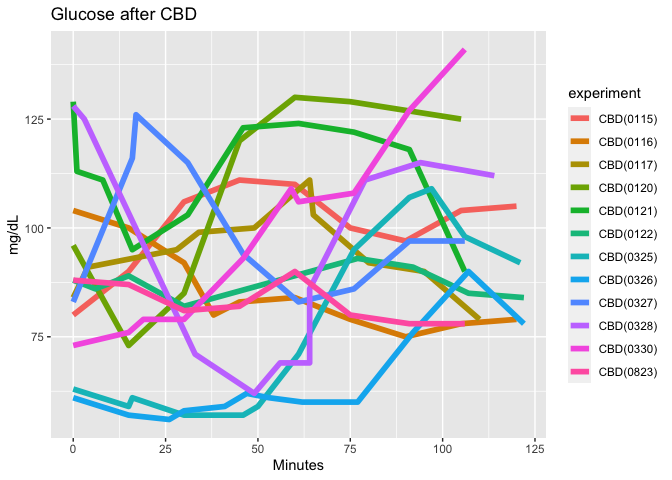 Glucose after CBD
mg/dL
125
100
75
0
25
50
75
100
125
Minutes
experiment
CBD(0115)
CBD(0116)
CBD(0117)
CBD(0120)
CBD(0121)
CBD(0122)
CBD(0325)
CBD(0326)
CBD(0327)
CBD(0328)
CBD(0330)
CBD(0823)